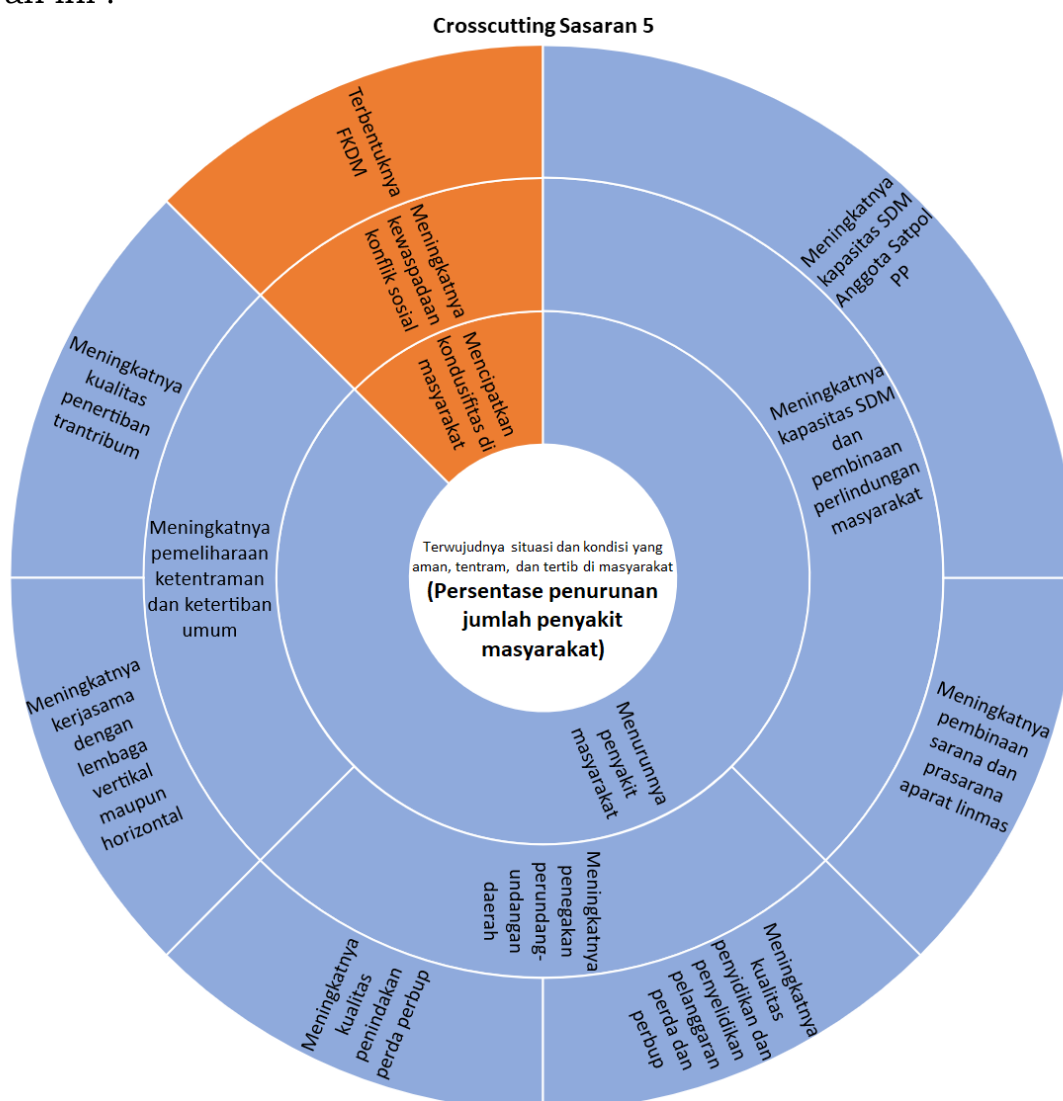 Crosscutting Sasaran 5
Terbentuknya
FKDM
Meningkatnya
kewaspadaan
konflik sosial
Mencipatkan
kondusifitas di
masyarakat
Meningkatnya
kapasitas SDM
Anggota Satpol
PP
Meningkatnya
kapasitas SDM
dan
pembinaan
perlindungan
masyarakat
Meningkatnya
kualitas
penertiban
trantribum
Meningkatnya
pemeliharaan
ketentraman
dan ketertiban
umum
Terwujudnya situasi dan kondisi yang
aman, tentram, dan tertib di masyarakat
(Persentase penurunan
jumlah penyakit
masyarakat)
Meningkatnya
kerjasama
dengan
lembaga
vertikal
maupun
horizontal
Menurunnya
penyakit
masyarakat
Meningkatnya
pembinaan
sarana dan
prasarana
aparat linmas
Meningkatnya
penegakan
perundang-
undangan
daerah
Meningkatnya
kualitas
penindakan
perda perbup
Meningkatnya
kualitas
penyidikan dan
penyelidikan
pelanggaran
perda dan
perbup